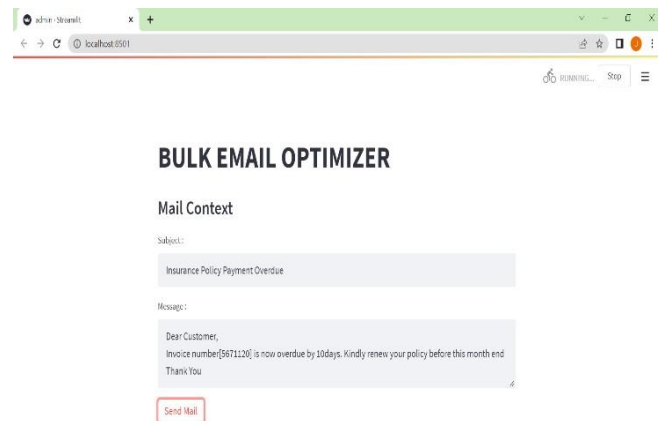 admin · Streamlit
localhost:8501
RUNNING... Stop
BULK EMAIL OPTIMIZER
Mail Context
Subject :
Insurance Policy Payment Overdue
Message :
Dear Customer,
Invoice number[5671120] is now overdue by 10days. Kindly renew your policy before this month end
Thank You
Send Mail